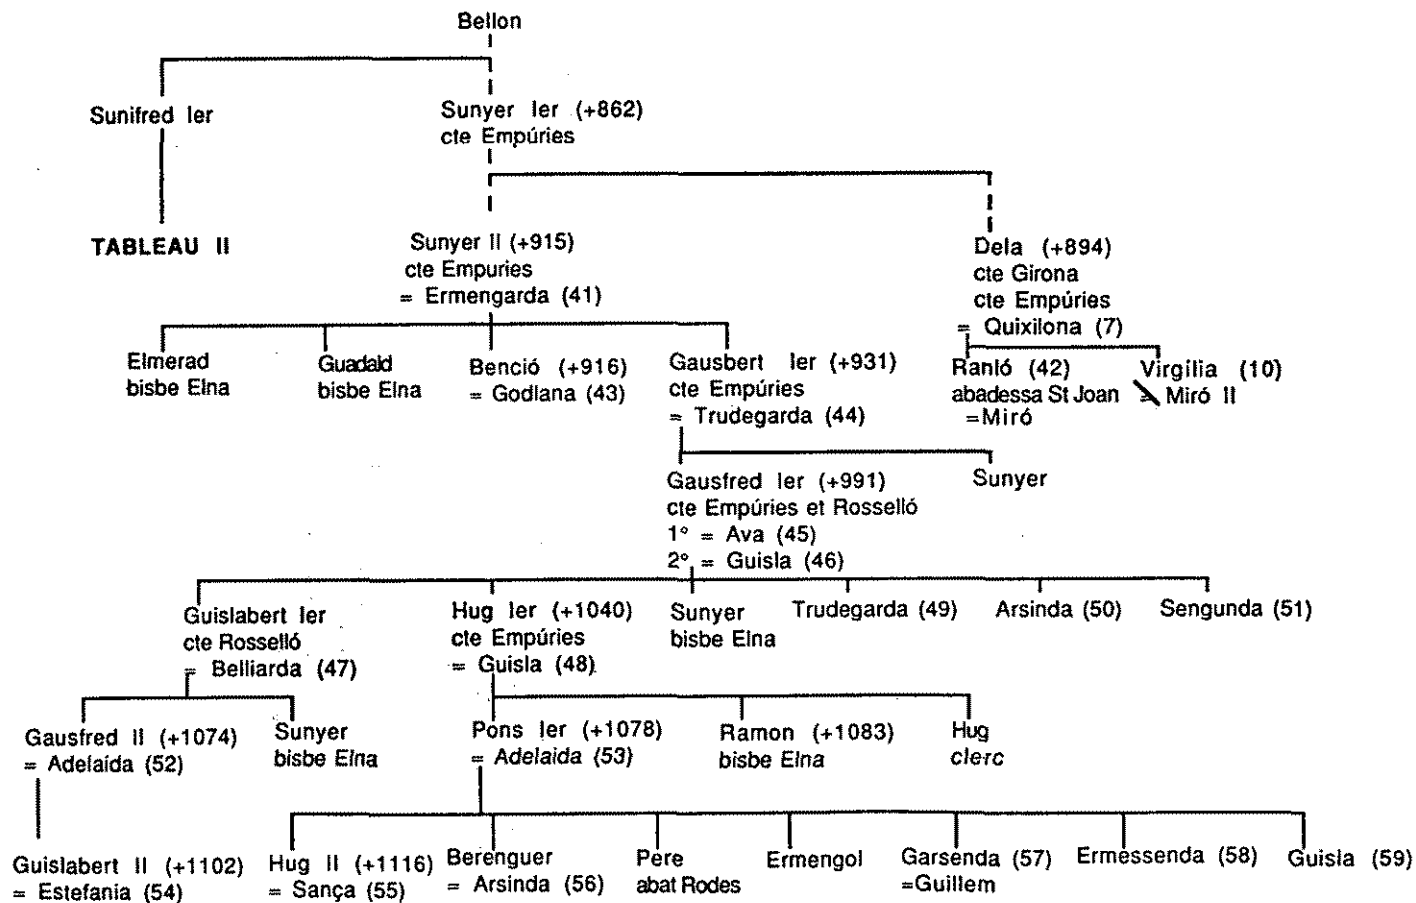 Bellon
Sunifred Ier
Sunyer Ier (+862)
cte Empúries
TABLEAU II
Sunyer II (+915)
cte Empuries
= Ermengarda (41)
Dela (+894)
cte Girona
cte Empúries
= Quixilona (7)
Elmerad
bisbe Elna
Guadald
bisbe Elna
Benció (+916)
= Godlana (43)
Gausbert Ier (+931)
cte Empúries
= Trudegarda (44)
Ranló (42)
abadessa St Joan
=Miró
Virgilia (10)
= Miró II
Gausfred Ier (+991)
cte Empúries et Rosselló
1° = Ava (45)
2° = Guisla (46)
Sunyer
Guislabert Ier
cte Rosselló
= Belliarda (47)
Hug Ier (+1040)
cte Empúries
= Guisla (48)
Sunyer
bisbe Elna
Trudegarda (49)
Arsinda (50)
Sengunda (51)
Gausfred II (+1074)
= Adelaida (52)
Sunyer
bisbe Elna
Pons Ier (+1078)
= Adelaida (53)
Ramon (+1083)
bisbe Elna
Hug
clerc
Guislabert II (+1102)
= Estefania (54)
Hug II (+1116)
= Sança (55)
Berenguer
= Arsinda (56)
Pere
abat Rodes
Ermengol
Garsenda (57)
=Guillem
Ermessenda (58)
Guisla (59)